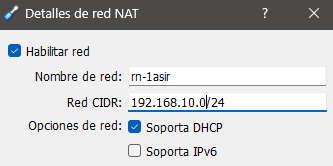 Detalles de red NAT ? ×
Habilitar red
Nombre de red: rn-1asir
Red CIDR: 192.168.10.0/24
Opciones de red: Soporta DHCP
Soporta IPv6